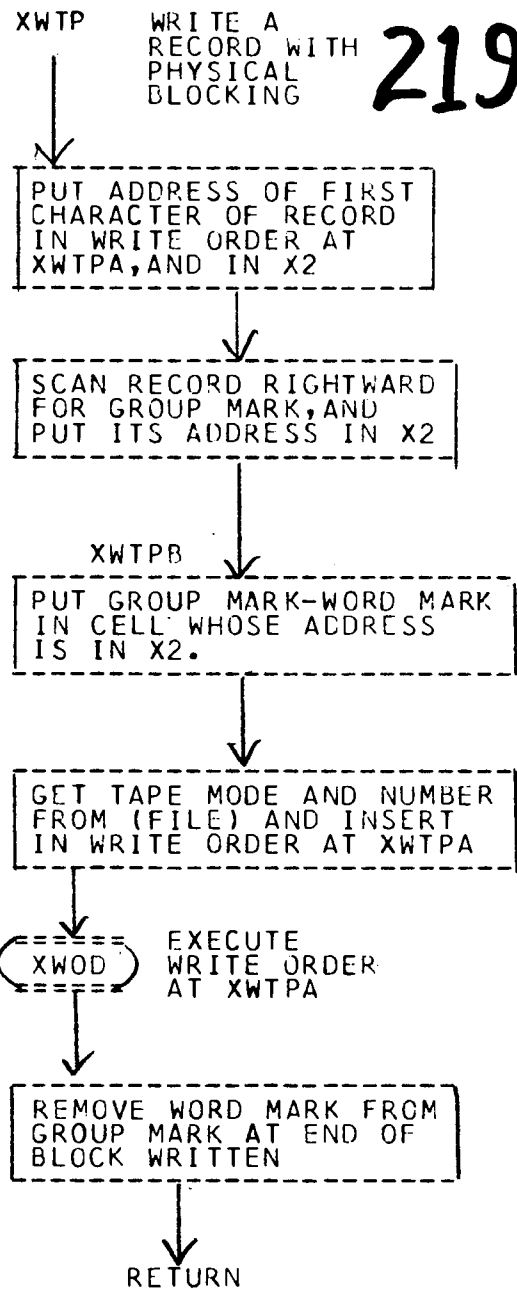 XWTP
WRITE A
RECORD WITH
PHYSICAL
BLOCKING
219
PUT ADDRESS OF FIRST
CHARACTER OF RECORD
IN WRITE ORDER AT
XWTPA,AND IN X2
SCAN RECORD RIGHTWARD
FOR GROUP MARK,AND
PUT ITS ADDRESS IN X2
XWTPB
PUT GROUP MARK-WORD MARK
IN CELL WHOSE ADDRESS
IS IN X2.
GET TAPE MODE AND NUMBER
FROM (FILE) AND INSERT
IN WRITE ORDER AT XWTPA
XWOD
EXECUTE
WRITE ORDER
AT XWTPA
REMOVE WORD MARK FROM
GROUP MARK AT END OF
BLOCK WRITTEN
RETURN